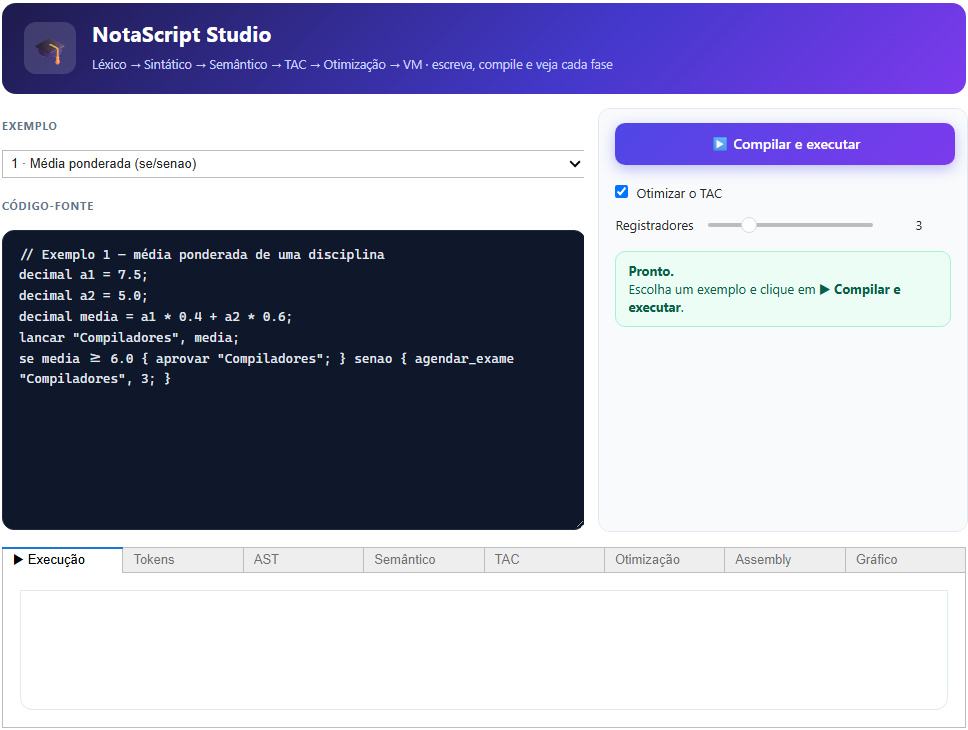 NotaScript Studio
Léxico → Sintático → Semântico → TAC → Otimização → VM · escreva, compile e veja cada fase
EXEMPLO
1 · Média ponderada (se/senao)
CÓDIGO-FONTE
// Exemplo 1 — média ponderada de uma disciplina
decimal a1 = 7.5;
decimal a2 = 5.0;
decimal media = a1 * 0.4 + a2 * 0.6;
lancar "Compiladores", media;
se media ≥ 6.0 { aprovar "Compiladores"; } senao { agendar_exame
"Compiladores", 3; }
▶ Compilar e executar
Otimizar o TAC
Registradores 3
Pronto.
Escolha um exemplo e clique em ▶ Compilar e
executar.
▶ Execução Tokens AST Semântico TAC Otimização Assembly Gráfico